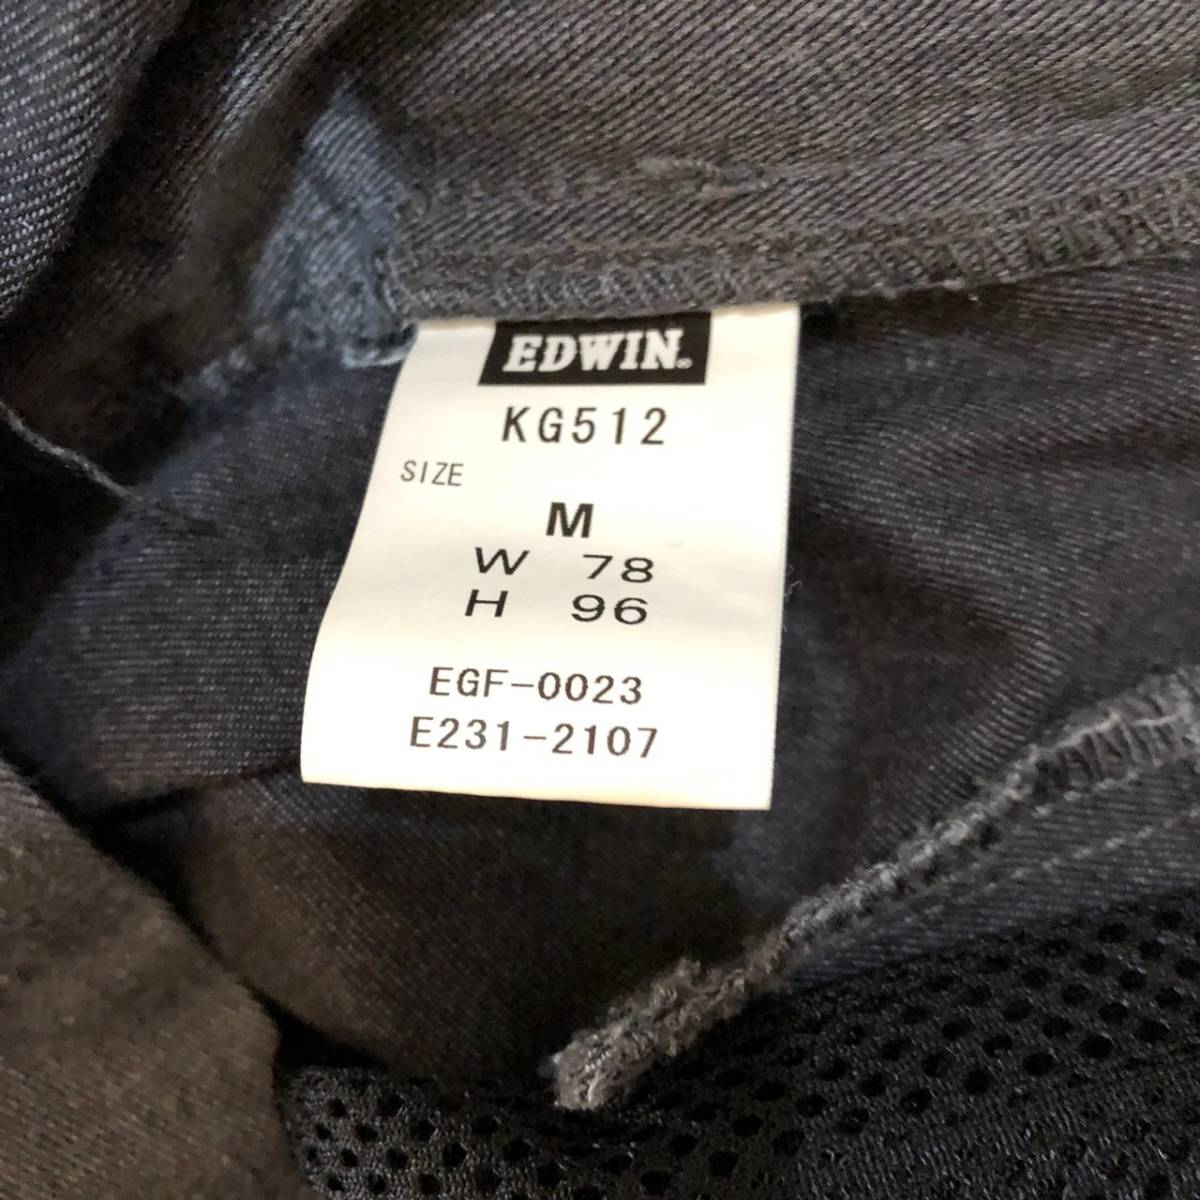 EDWIN®
KG512
SIZE
M
W 78
H 96
EGF-0023
E231-2107